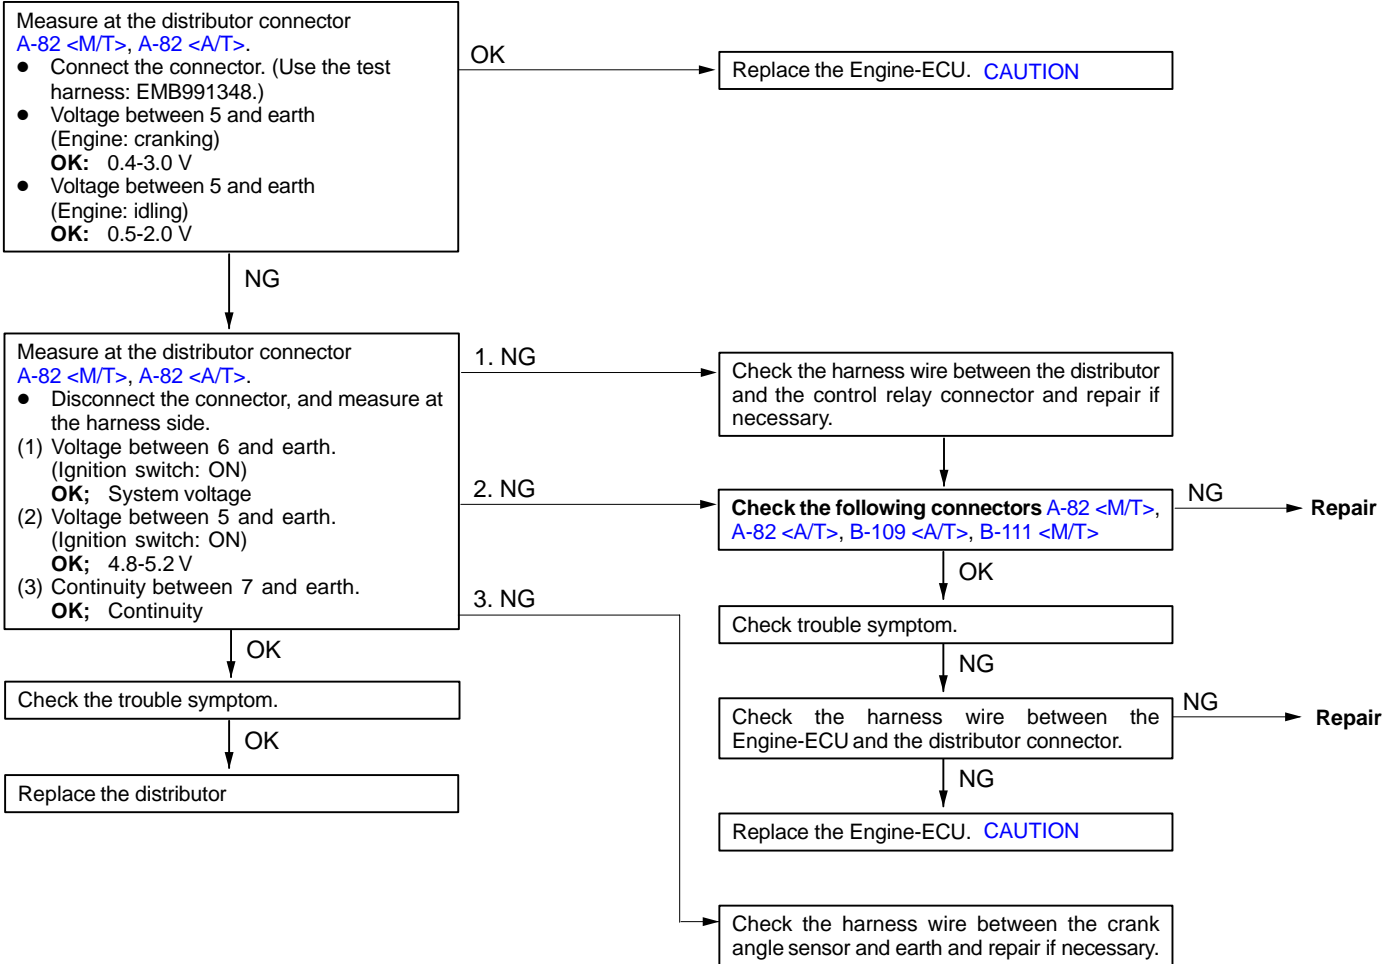 Measure at the distributor connector
A-82 <M/T>, A-82 <A/T>.
● Connect the connector. (Use the test
harness: EMB991348.)
● Voltage between 5 and earth
(Engine: cranking)
OK: 0.4-3.0 V
● Voltage between 5 and earth
(Engine: idling)
OK: 0.5-2.0 V
OK
Replace the Engine-ECU. CAUTION
NG
Measure at the distributor connector
A-82 <M/T>, A-82 <A/T>.
● Disconnect the connector, and measure at
the harness side.
(1) Voltage between 6 and earth.
(Ignition switch: ON)
OK; System voltage
(2) Voltage between 5 and earth.
(Ignition switch: ON)
OK; 4.8-5.2 V
(3) Continuity between 7 and earth.
OK; Continuity
1. NG
Check the harness wire between the distributor
and the control relay connector and repair if
necessary.
2. NG
Check the following connectors A-82 <M/T>,
A-82 <A/T>, B-109 <A/T>, B-111 <M/T>
NG
Repair
OK
3. NG
Check trouble symptom.
NG
OK
Check the trouble symptom.
OK
Replace the distributor
Check the harness wire between the
Engine-ECU and the distributor connector.
NG
Repair
NG
Replace the Engine-ECU. CAUTION
Check the harness wire between the crank
angle sensor and earth and repair if necessary.